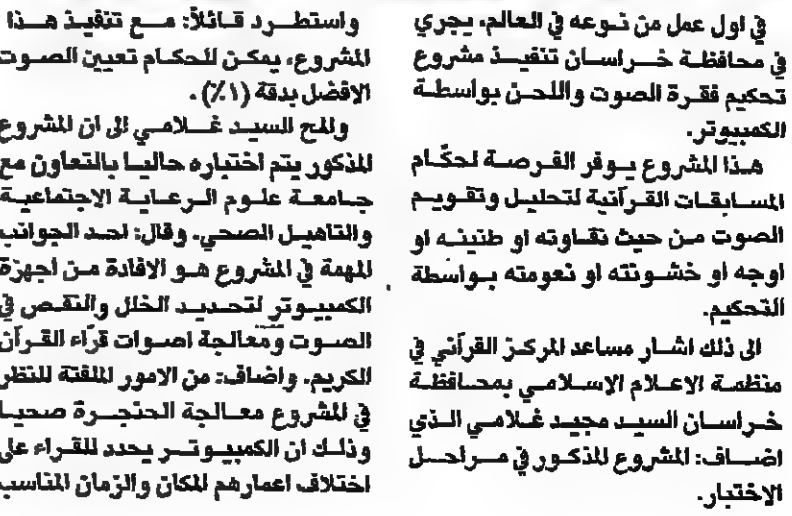 في اول عمل من نوعه في العالم، يجري
في محافظة خراسان تنفيذ مشروع
تحكيم فقرة الصوت واللحن بواسطة
الكمبيوتر.
هذا المشروع يوفر الفرصة لحكّام
المسابقات القرآنية لتحليل وتقويم
الصوت من حيث نقاوته او طنينه او
اوجه او خشونته او نعومته بواسطة
التحكيم.
الى ذلك اشار مساعد المركز القرآني في
منظمة الاعلام الاسلامي بمحافظة
خراسان السيد مجيد غلامي الذي
اضاف: المشروع المذكور في مراحل
الاختبار.
واستطرد قائلاً: مع تنفيذ هذا
المشروع، يمكن للحكام تعيين الصوت
الافضل بدقة (١٪).
والمح السيد غلامي الى ان المشروع
المذكور يتم اختباره حاليا بالتعاون مع
جامعة علوم الرعاية الاجتماعية
والتاهيل الصحي. وقال: احد الجوانب
المهمة في المشروع هو الافادة من اجهزة
الكمبيوتر لتحديد الخلل والنقص في
الصوت ومعالجة اصوات قرّاء القرآن
الكريم. واضاف: من الامور الملفتة للنظر
في المشروع معالجة الحنجرة صحيا
وذلك ان الكمبيوتر يحدد للقراء على
اختلاف اعمارهم المكان والزمان المناسب